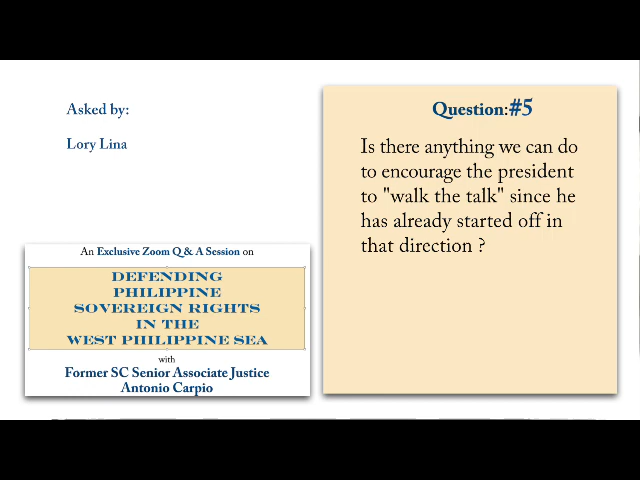 Asked by:
Lory Lina
Question:#5
Is there anything we can do
to encourage the president
to "walk the talk" since he
has already started off in
that direction ?
An Exclusive Zoom Q & A Session on
DEFENDING
PHILIPPINE
SOVEREIGN RIGHTS
IN THE
WEST PHILIPPINE SEA
with
Former SC Senior Associate Justice
Antonio Carpio